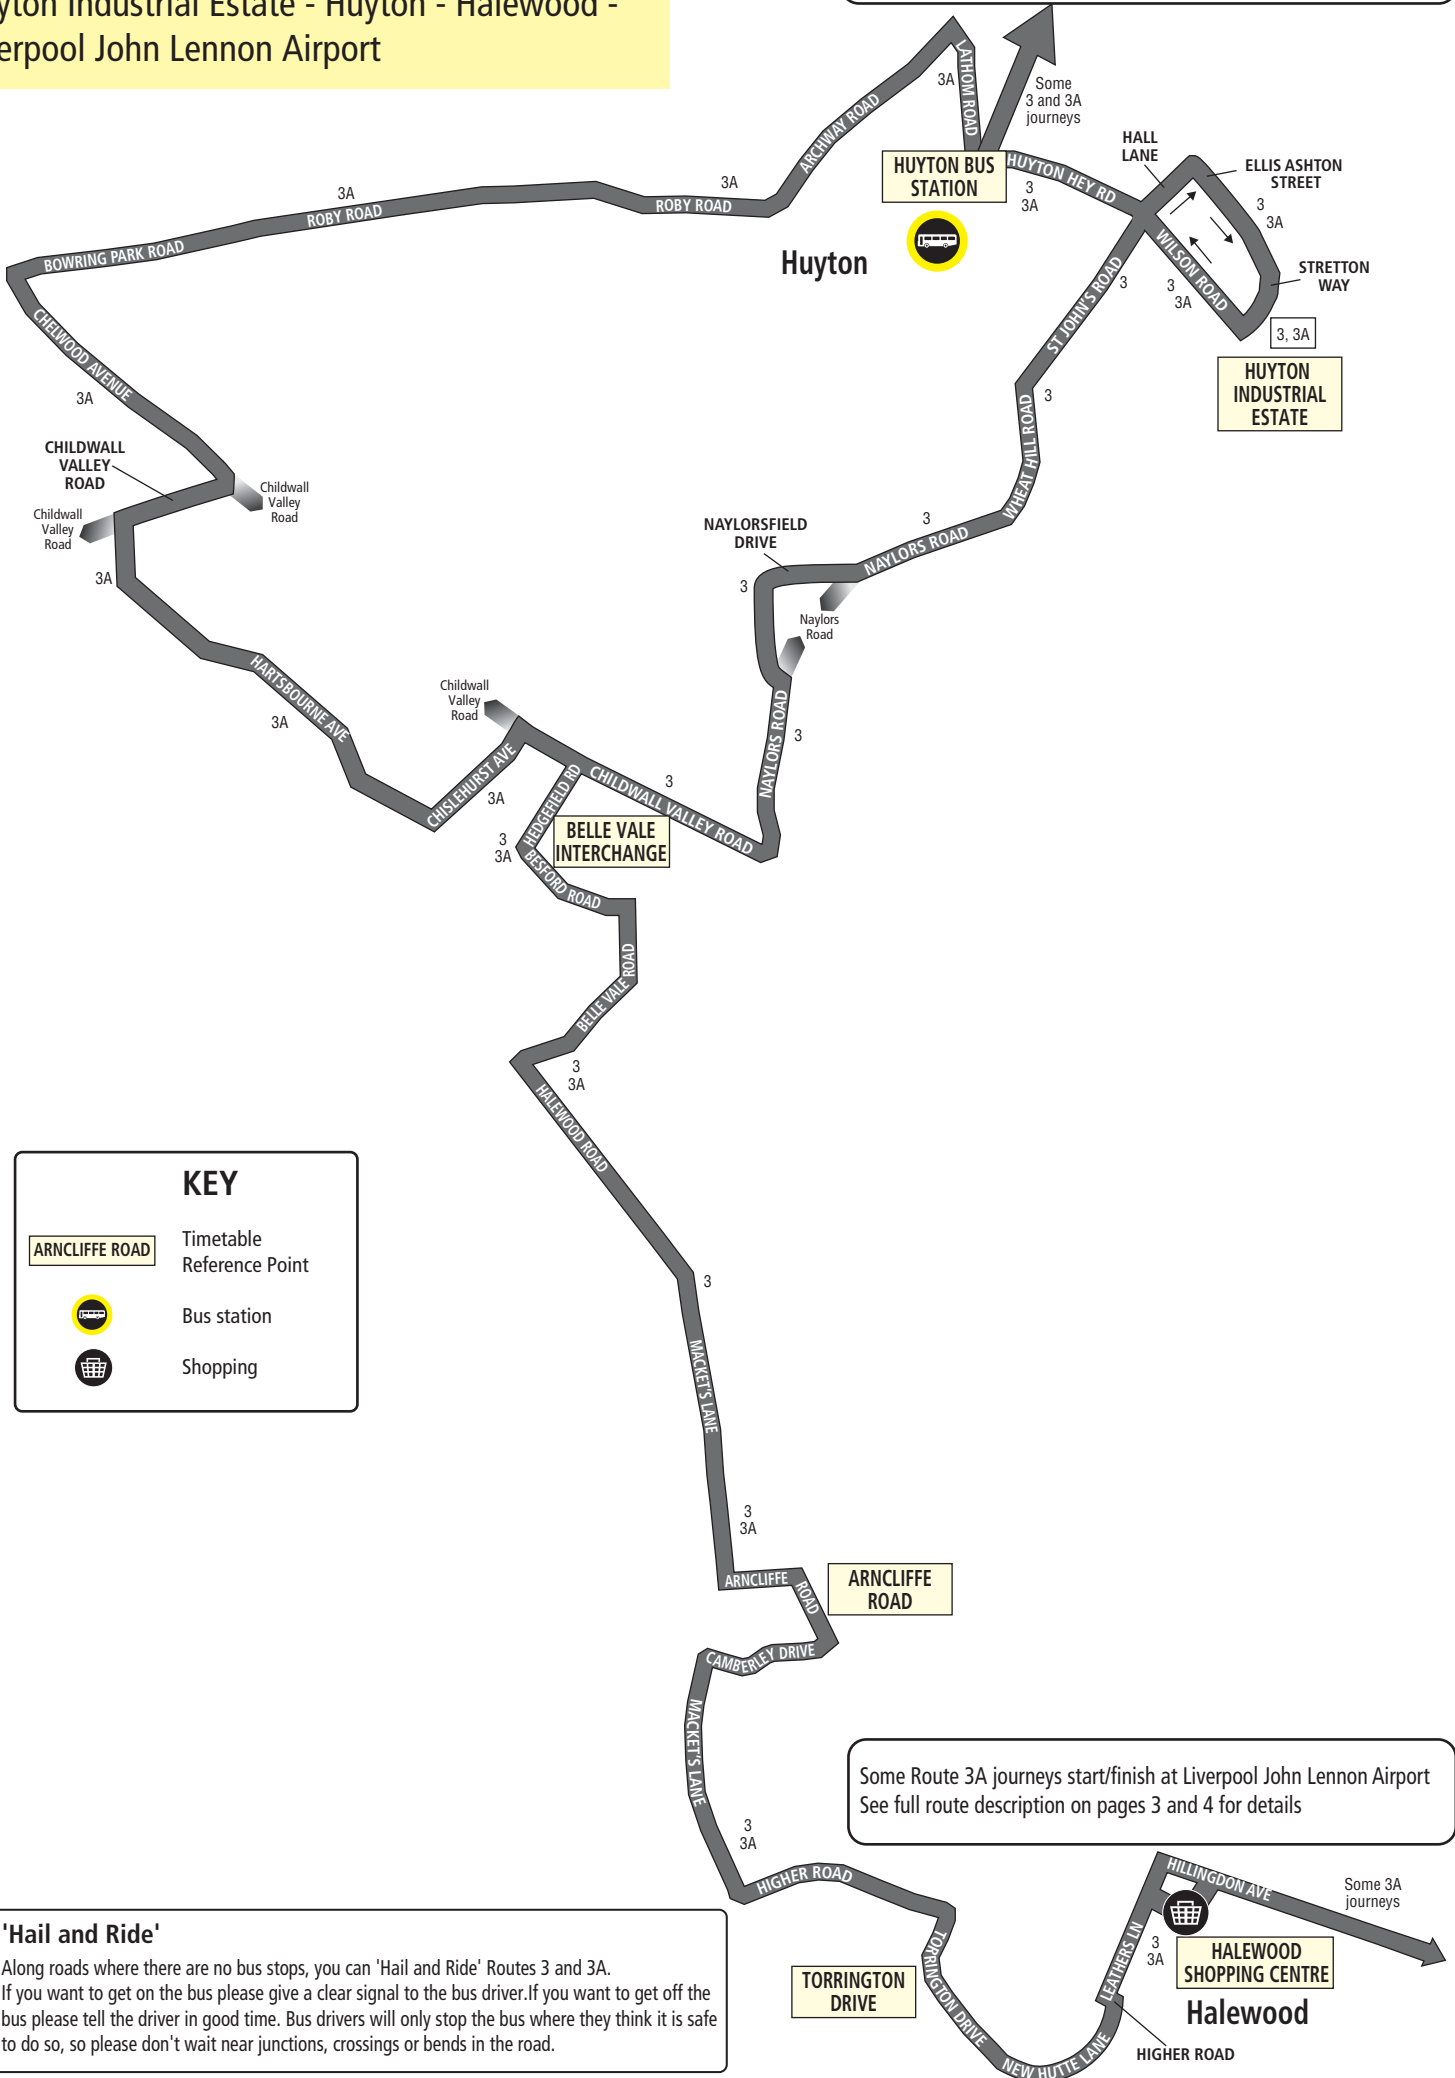 yton Industrial Estate - Huyton - Halewood -
erpool John Lennon Airport
LATHOM ROAD
3A
Some
3 and 3A
journeys
ARCHWAY ROAD
HALL
LANE
HUYTON BUS
STATION
HUYTON HEY RD
3
3A
ELLIS ASHTON
STREET
3
3A
3A
ROBY ROAD
3A
ROBY ROAD
BOWRING PARK ROAD
Huyton
WILSON ROAD
3
3A
STRETTON
WAY
3, 3A
HUYTON
INDUSTRIAL
ESTATE
ST JOHN'S ROAD
3
CHELWOOD AVENUE
3A
3
WHEAT HILL ROAD
CHILDWALL
VALLEY
ROAD
Childwall
Valley
Road
Childwall
Valley
Road
3A
NAYLORSFIELD
DRIVE
3
NAYLORS ROAD
3
Naylors
Road
HARTSBOURNE AVE
3A
Childwall
Valley
Road
NAYLORS ROAD
3
CHISLEHURST AVE
3A
HEDGEFIELD RD
3
CHILDWALL VALLEY ROAD
3
3A
BELLE VALE
INTERCHANGE
BESFORD ROAD
BELLE VALE ROAD
3
3A
HALEWOOD ROAD
KEY
ARNCLIFFE ROAD
Timetable
Reference Point
Bus station
Shopping
3
MACKET'S LANE
3
3A
ARNCLIFFE ROAD
ARNCLIFFE
ROAD
CAMBERLEY DRIVE
MACKET'S LANE
Some Route 3A journeys start/finish at Liverpool John Lennon Airport
See full route description on pages 3 and 4 for details
3
3A
HIGHER ROAD
HILLINGDON AVE
Some 3A
journeys
LEATHERS LN
3
3A
HALEWOOD
SHOPPING CENTRE
Halewood
TORRINGTON
DRIVE
TORRINGTON DRIVE
NEW HUTTE LANE
HIGHER ROAD
'Hail and Ride'
Along roads where there are no bus stops, you can 'Hail and Ride' Routes 3 and 3A.
If you want to get on the bus please give a clear signal to the bus driver.If you want to get off the
bus please tell the driver in good time. Bus drivers will only stop the bus where they think it is safe
to do so, so please don't wait near junctions, crossings or bends in the road.